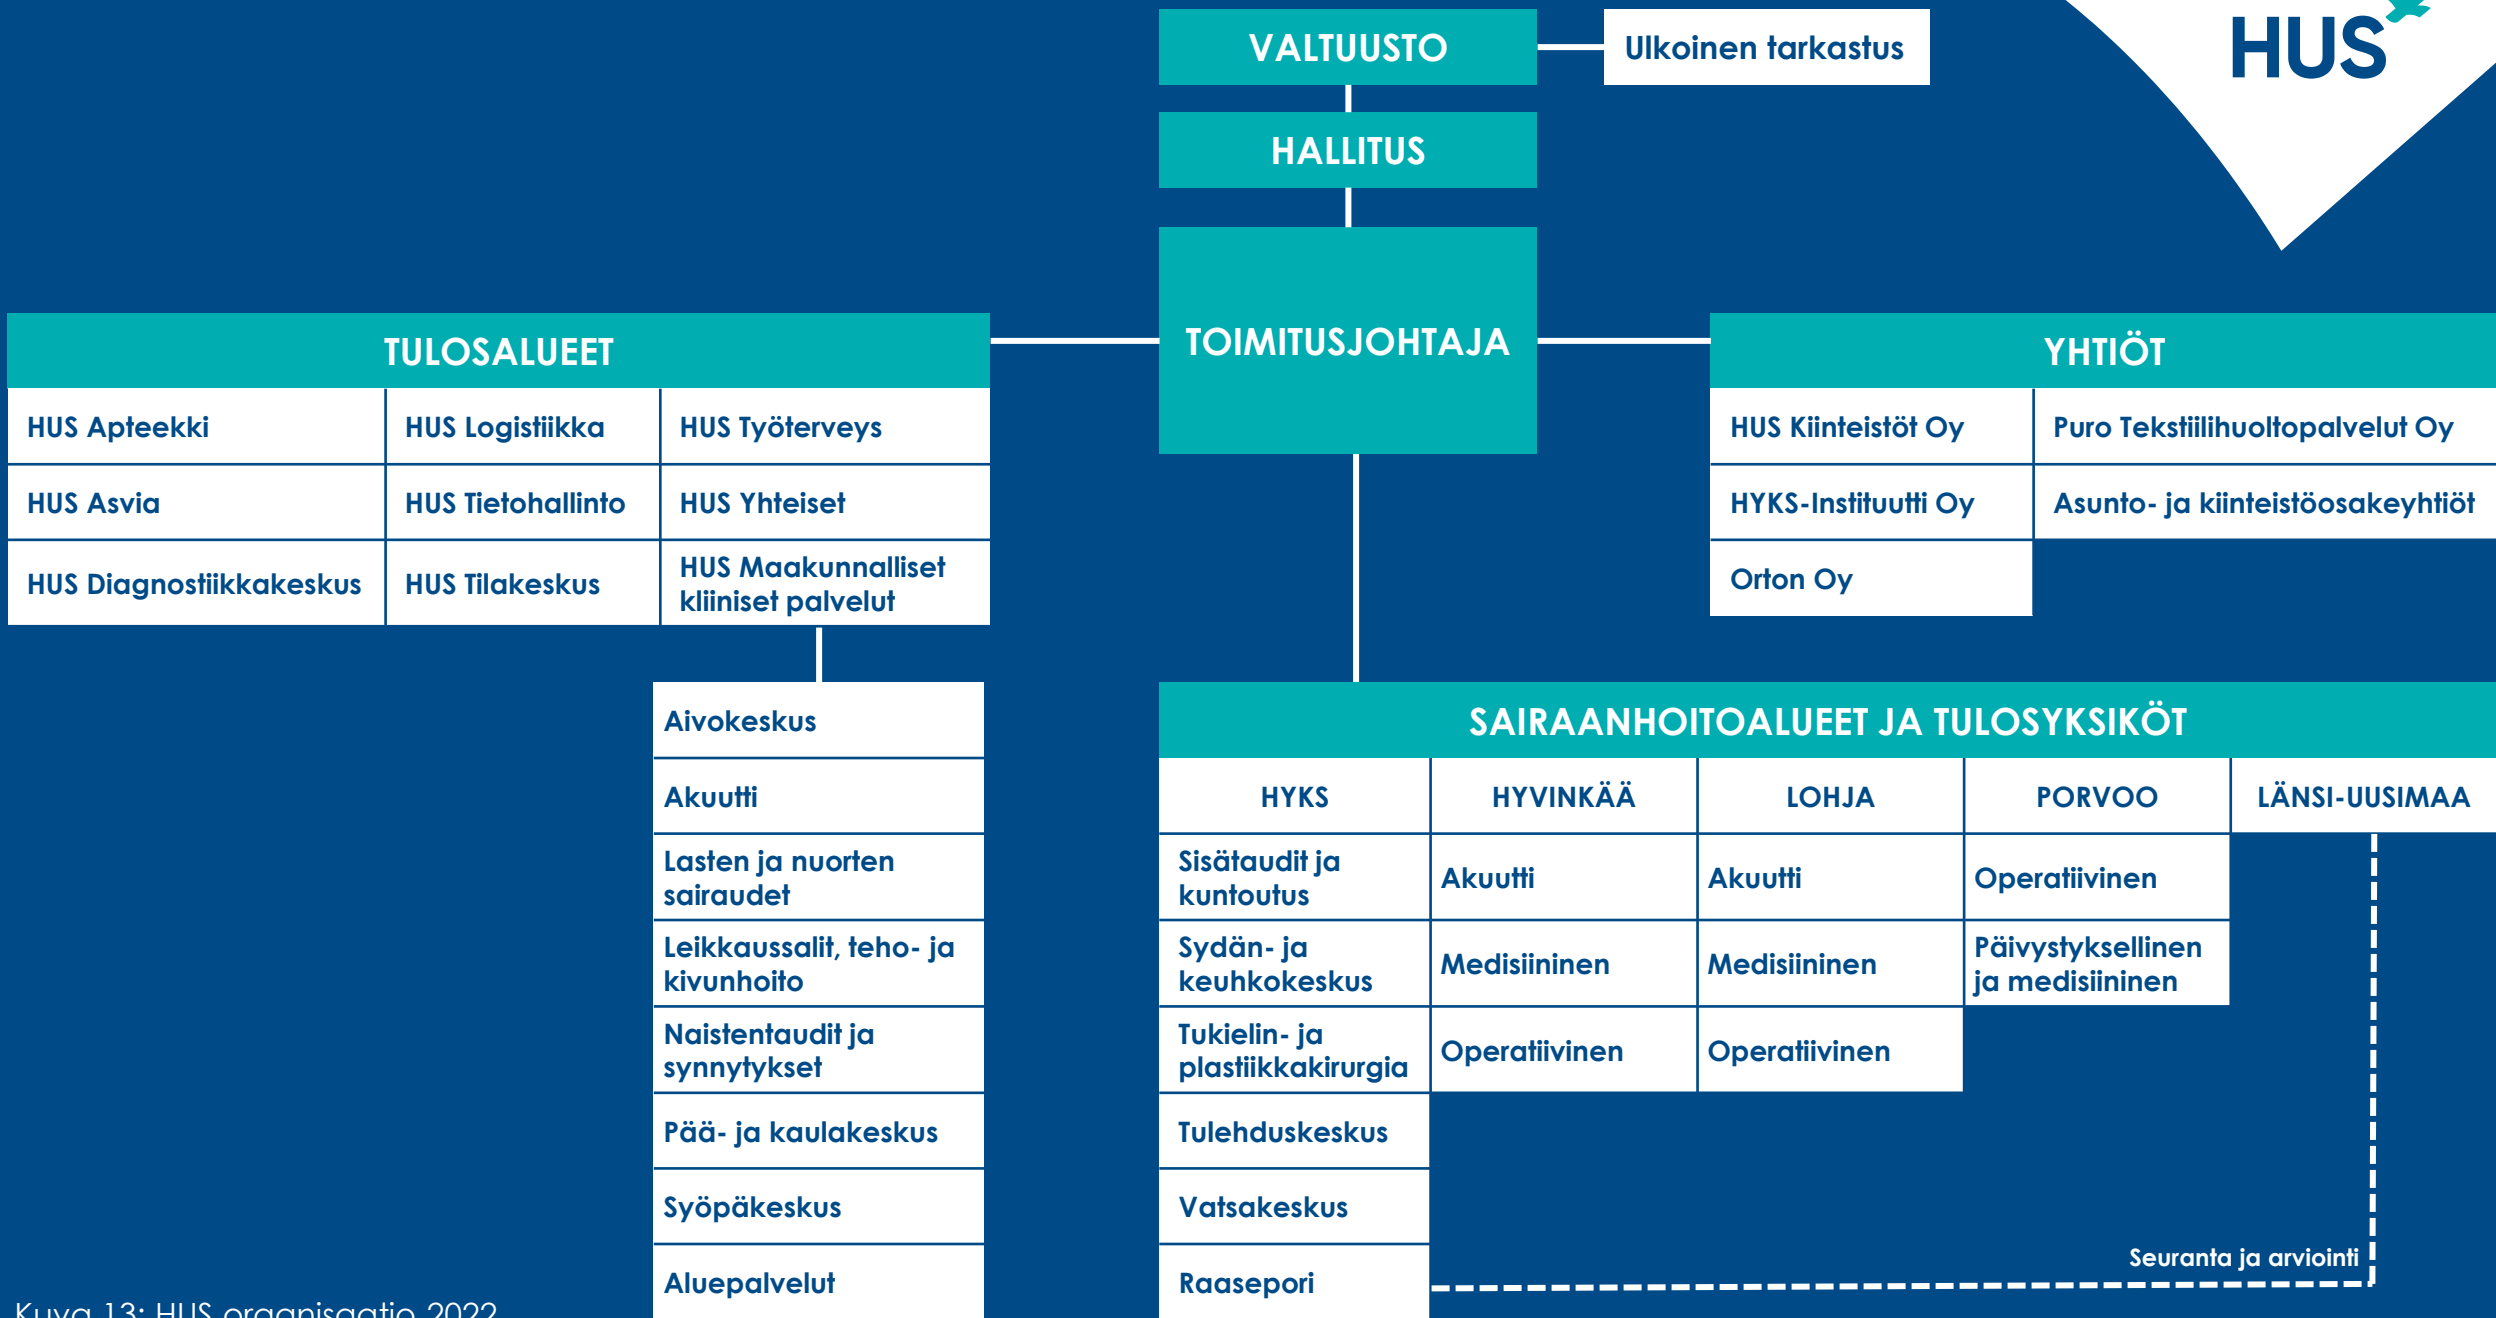 VALTUUSTO
Ulkoinen tarkastus
HUS
HALLITUS
TOIMITUSJOHTAJA
TULOSALUEET
HUS Apteekki
HUS Logistiikka
HUS Työterveys
HUS Asvia
HUS Tietohallinto
HUS Yhteiset
HUS Diagnostiikkakeskus
HUS Tilakeskus
HUS Maakunnalliset
kliiniset palvelut
YHTIÖT
HUS Kiinteistöt Oy
Puro Tekstiilihuoltopalvelut Oy
HYKS-Instituutti Oy
Asunto- ja kiinteistöosakeyhtiöt
Orton Oy
Aivokeskus
Akuutti
Lasten ja nuorten
sairaudet
Leikkaussalit, teho- ja
kivunhoito
Naistentaudit ja
synnytykset
Pää- ja kaulakeskus
Syöpäkeskus
Aluepalvelut
SAIRAANHOITOALUEET JA TULOSYKSIKÖT
HYKS
HYVINKÄÄ
LOHJA
PORVOO
LÄNSI-UUSIMAA
Sisätaudit ja
kuntoutus
Akuutti
Akuutti
Operatiivinen
Sydän- ja
keuhkokeskus
Medisiininen
Medisiininen
Päivystyksellinen
ja medisiininen
Tukielin- ja
plastiikkakirurgia
Operatiivinen
Operatiivinen
Tulehduskeskus
Vatsakeskus
Raasepori
Seuranta ja arviointi
Kuva 13: HUS organisaatio 2022